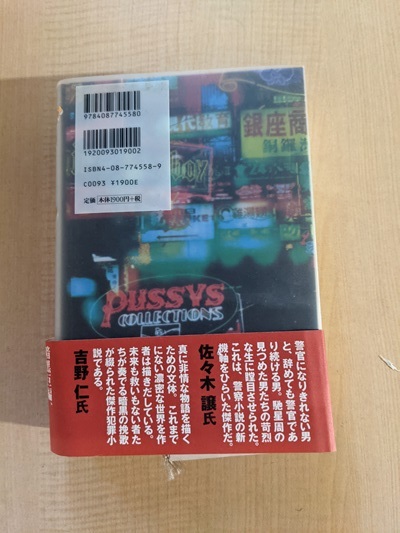 9784087745580
1920093019002
ISBN4-08-774558-9
C0093 ¥1900E
定価 本体1900円+税
現代教育
銀座商
PUSSYS
COLLECTIONS
警官になりきれない男
と、辞めても警官であ
り続ける男。馳星周の
見つめた男たちの苛烈
な生に瞠目させられた。
これは、警察小説の新
機軸をひらいた傑作だ。
佐々木 譲氏
真に非情な物語を描く
ための文体。これまで
にない濃密な世界を作
者は描きだしている。
未来も救いもない者た
ちが奏でる暗黒の挽歌
が綴られた傑作犯罪小
説である。
吉野 仁氏